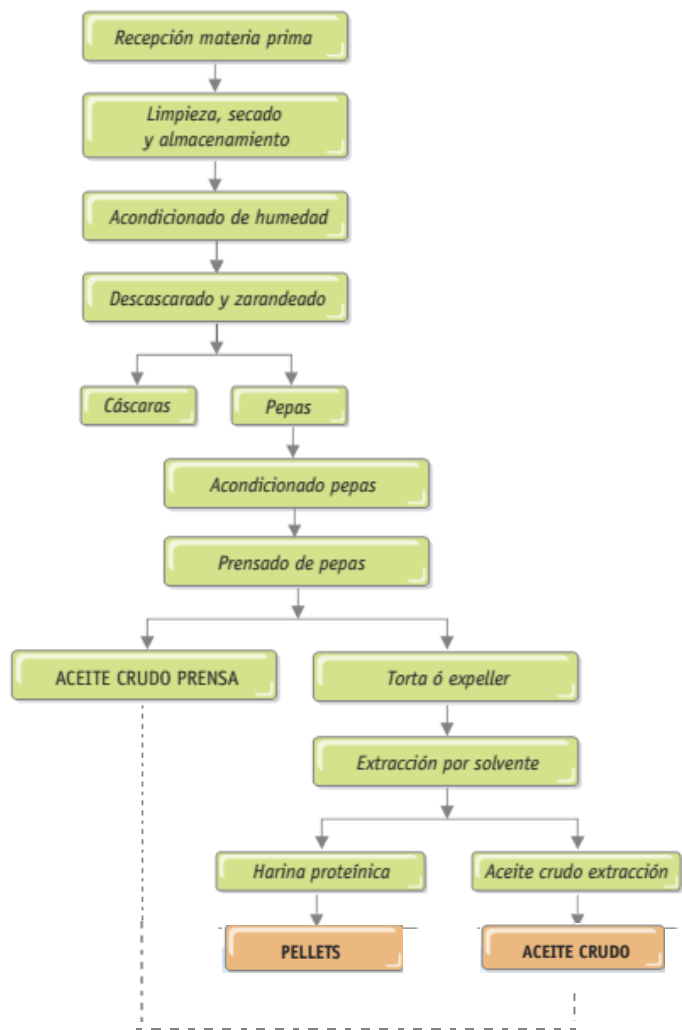 Recepción materia prima
Limpieza, secado
y almacenamiento
Acondicionado de humedad
Descascarado y zarandeado
Cáscaras
Pepas
Acondicionado pepas
Prensado de pepas
ACEITE CRUDO PRENSA
Torta ó expeller
Extracción por solvente
Harina proteínica
Aceite crudo extracción
PELLETS
ACEITE CRUDO